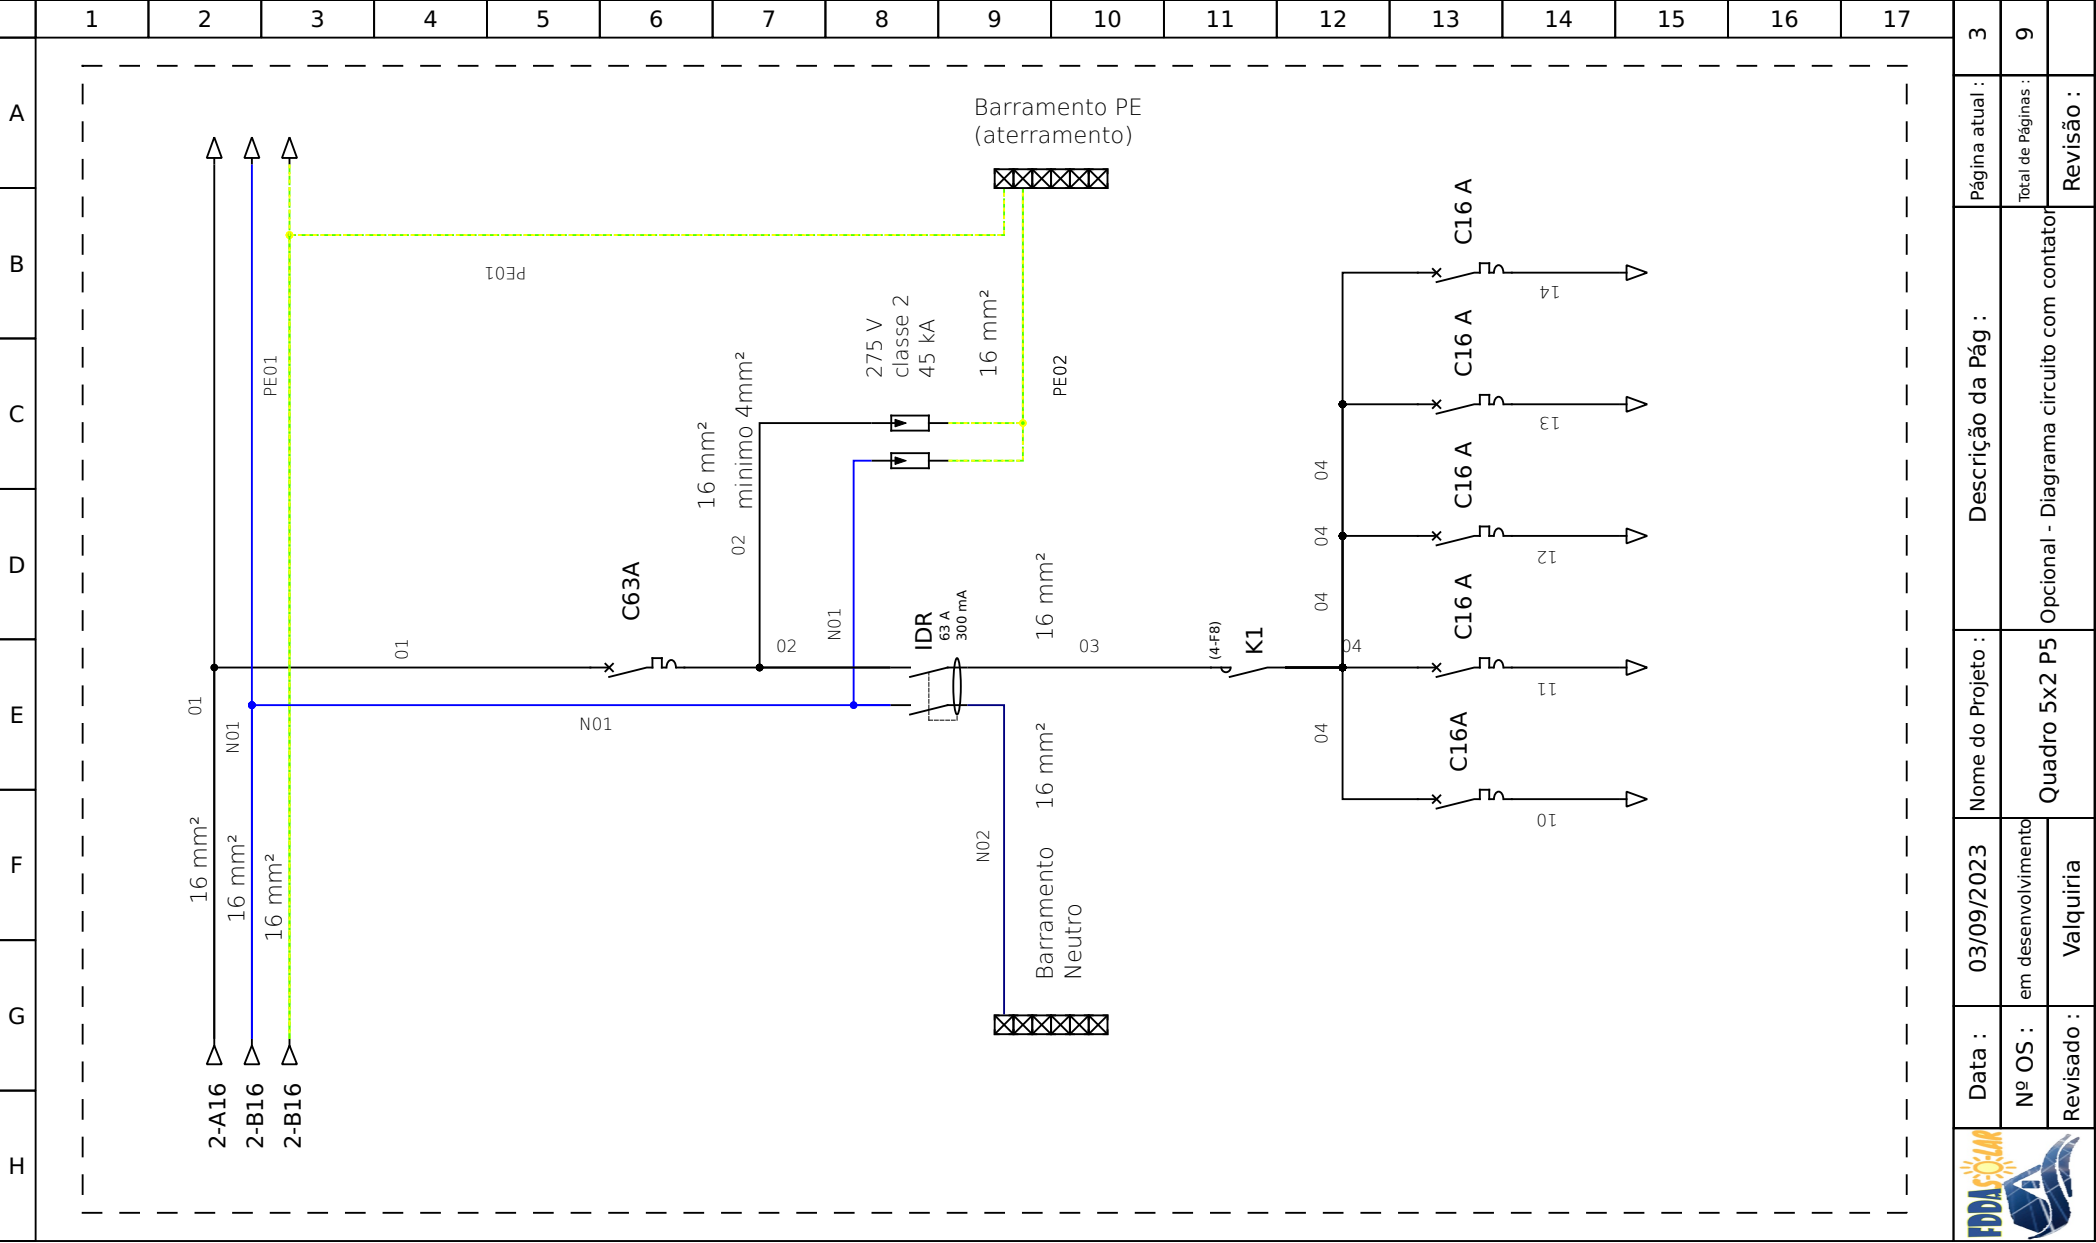 1 2 3 4 5 6 7 8 9 10 11 12 13 14 15 16 17
A
B
C
D
E
F
G
H
Barramento PE
(aterramento)
PE01
PE01
275 V
classe 2
45 kA
16 mm²
PE02
16 mm²
minimo 4mm²
02
C63A
01
02
N01
IDR
63 A
300 mA
16 mm²
03
(4-F8)
K1
04
04
04
04
04
C16 A
14
C16 A
13
C16 A
12
C16 A
11
C16A
10
01
N01
N01
16 mm²
16 mm²
16 mm²
16 mm²
N02
Barramento
Neutro
2-A16
2-B16
2-B16
Página atual :
3
Total de Páginas :
9
Revisão :
Descrição da Pág :
Opcional - Diagrama circuito com contator
Nome do Projeto :
Quadro 5x2 P5
Data :
03/09/2023
Nº OS :
em desenvolvimento
Revisado :
Valquiria
FDDA SOLAR